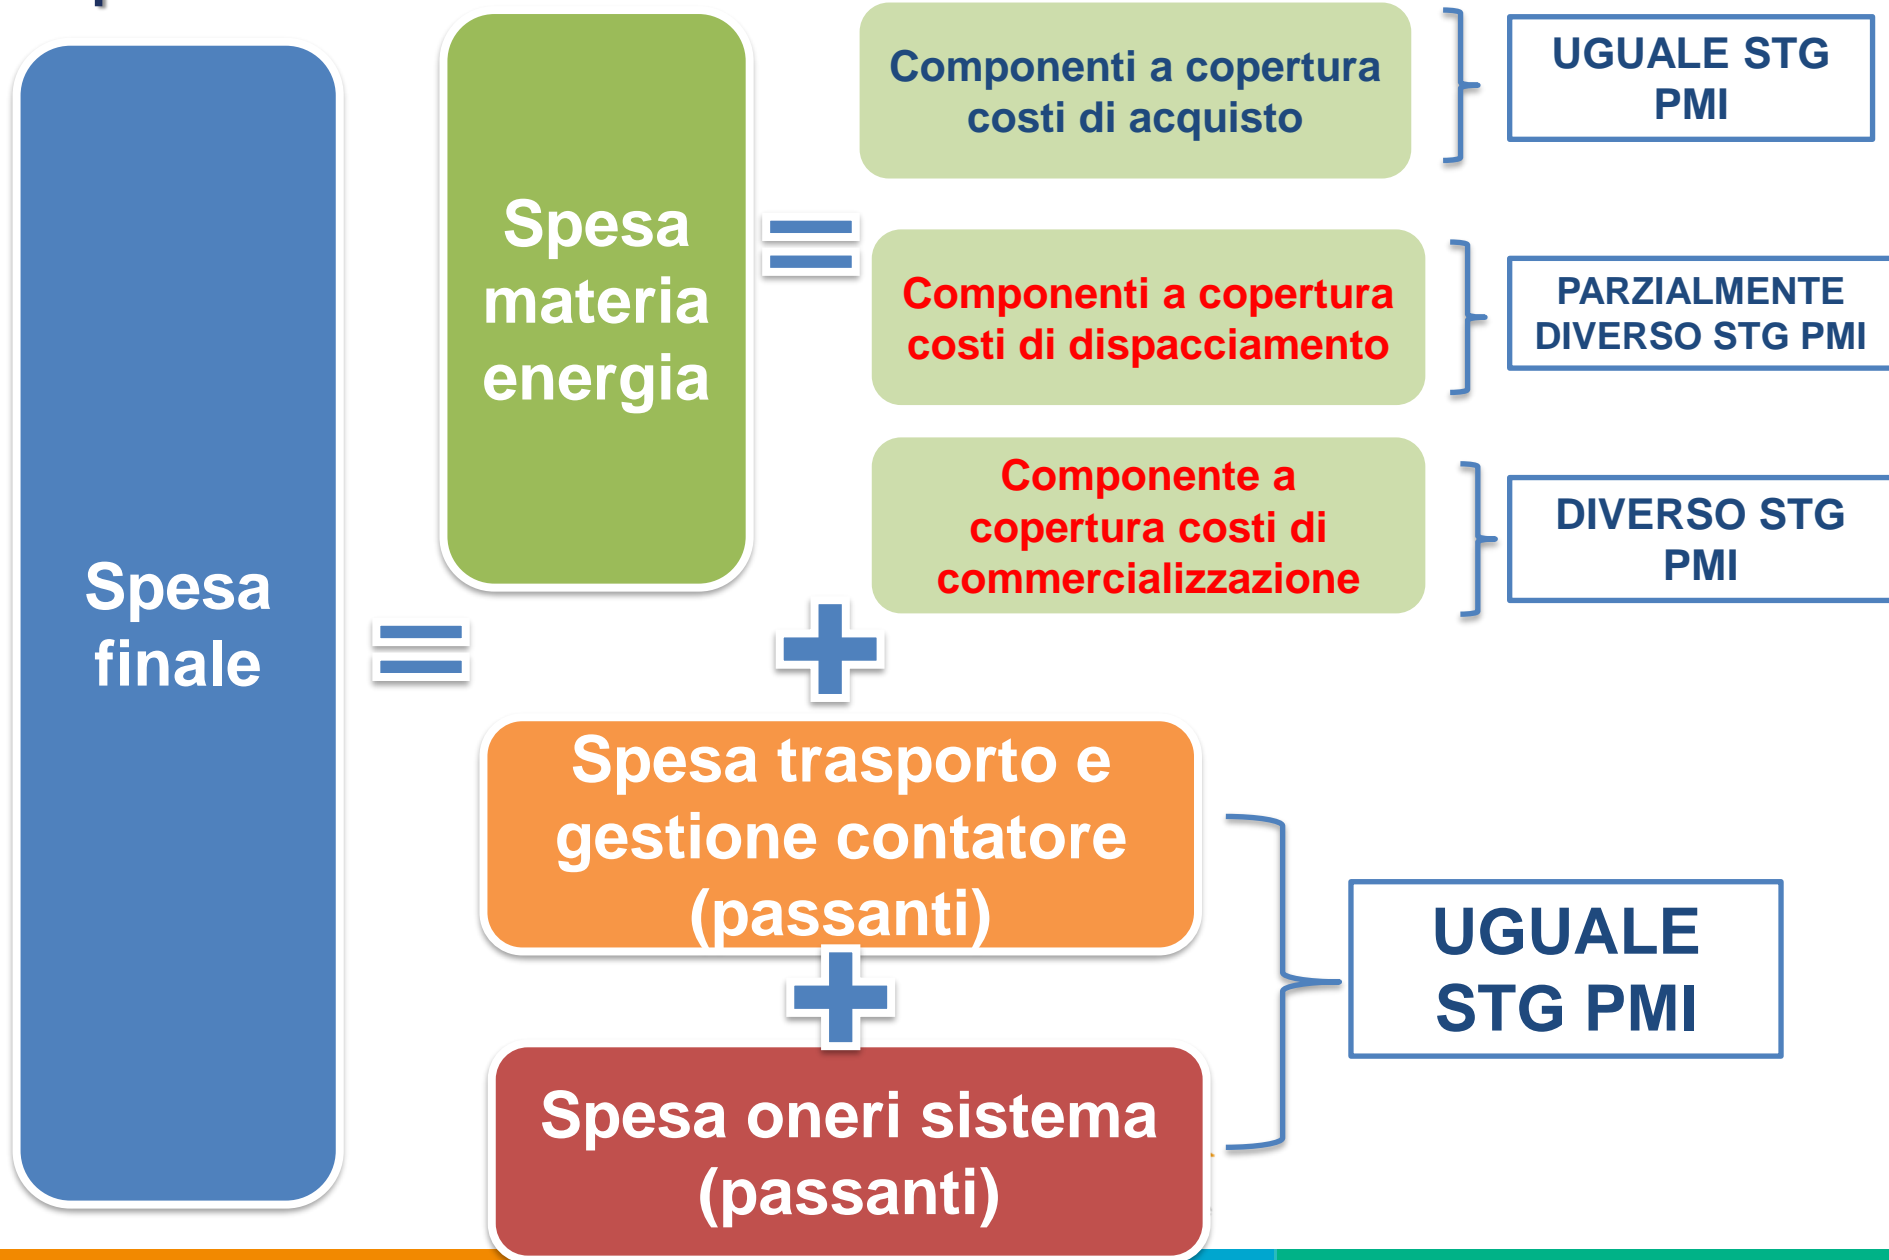 Componenti a copertura
costi di acquisto
UGUALE STG
PMI
Spesa
materia
energia
Componenti a copertura
costi di dispacciamento
PARZIALMENTE
DIVERSO STG PMI
Componente a
copertura costi di
commercializzazione
DIVERSO STG
PMI
Spesa
finale
Spesa trasporto e
gestione contatore
(passanti)
UGUALE
STG PMI
Spesa oneri sistema
(passanti)